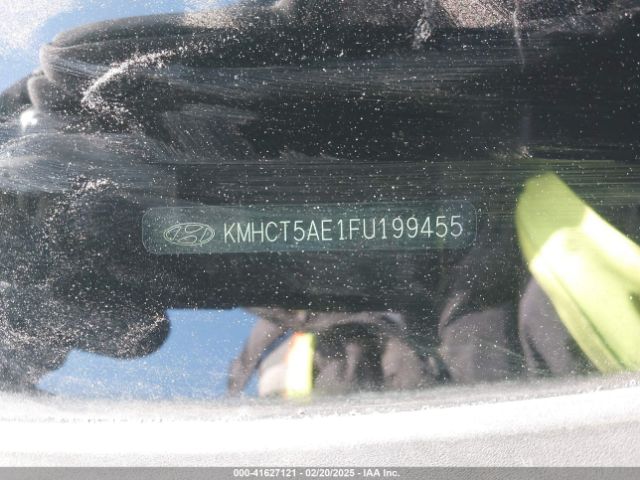 KMHCT5AE1FU199455
000-41627121 | 02/20/2025 - IAA Inc.